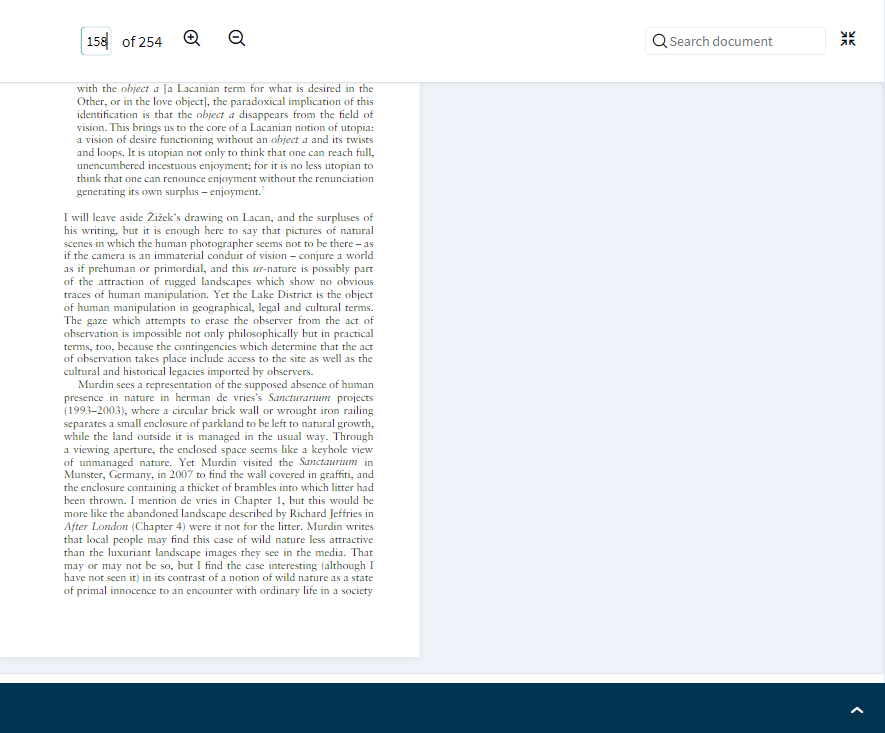 158 of 254
Search document
with the object a [a Lacanian term for what is desired in the
Other, or in the love object], the paradoxical implication of this
identification is that the object a disappears from the field of
vision. This brings us to the core of a Lacanian notion of utopia:
a vision of desire functioning without an object a and its twists
and loops. It is utopian not only to think that one can reach full,
unencumbered incestuous enjoyment; for it is no less utopian to
think that one can renounce enjoyment without the renunciation
generating its own surplus – enjoyment.7
I will leave aside Žižek's drawing on Lacan, and the surpluses of
his writing, but it is enough here to say that pictures of natural
scenes in which the human photographer seems not to be there – as
if the camera is an immaterial conduit of vision – conjure a world
as if prehuman or primordial, and this ur-nature is possibly part
of the attraction of rugged landscapes which show no obvious
traces of human manipulation. Yet the Lake District is the object
of human manipulation in geographical, legal and cultural terms.
The gaze which attempts to erase the observer from the act of
observation is impossible not only philosophically but in practical
terms, too, because the contingencies which determine that the act
of observation takes place include access to the site as well as the
cultural and historical legacies imported by observers.
Murdin sees a representation of the supposed absence of human
presence in nature in herman de vries's Sancturarium projects
(1993–2003), where a circular brick wall or wrought iron railing
separates a small enclosure of parkland to be left to natural growth,
while the land outside it is managed in the usual way. Through
a viewing aperture, the enclosed space seems like a keyhole view
of unmanaged nature. Yet Murdin visited the Sanctaurium in
Munster, Germany, in 2007 to find the wall covered in graffiti, and
the enclosure containing a thicket of brambles into which litter had
been thrown. I mention de vries in Chapter 1, but this would be
more like the abandoned landscape described by Richard Jeffries in
After London (Chapter 4) were it not for the litter. Murdin writes
that local people may find this case of wild nature less attractive
than the luxuriant landscape images they see in the media. That
may or may not be so, but I find the case interesting (although I
have not seen it) in its contrast of a notion of wild nature as a state
of primal innocence to an encounter with ordinary life in a society